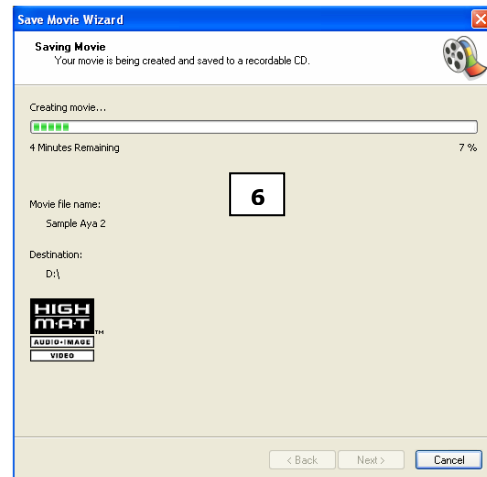 Save Movie Wizard
Saving Movie
Your movie is being created and saved to a recordable CD.
Creating movie...
4 Minutes Remaining
7 %
6
Movie file name:
Sample Aya 2
Destination:
D:\
HIGH
M·A·T
TM
AUDIO·IMAGE
VIDEO
< Back
Next >
Cancel